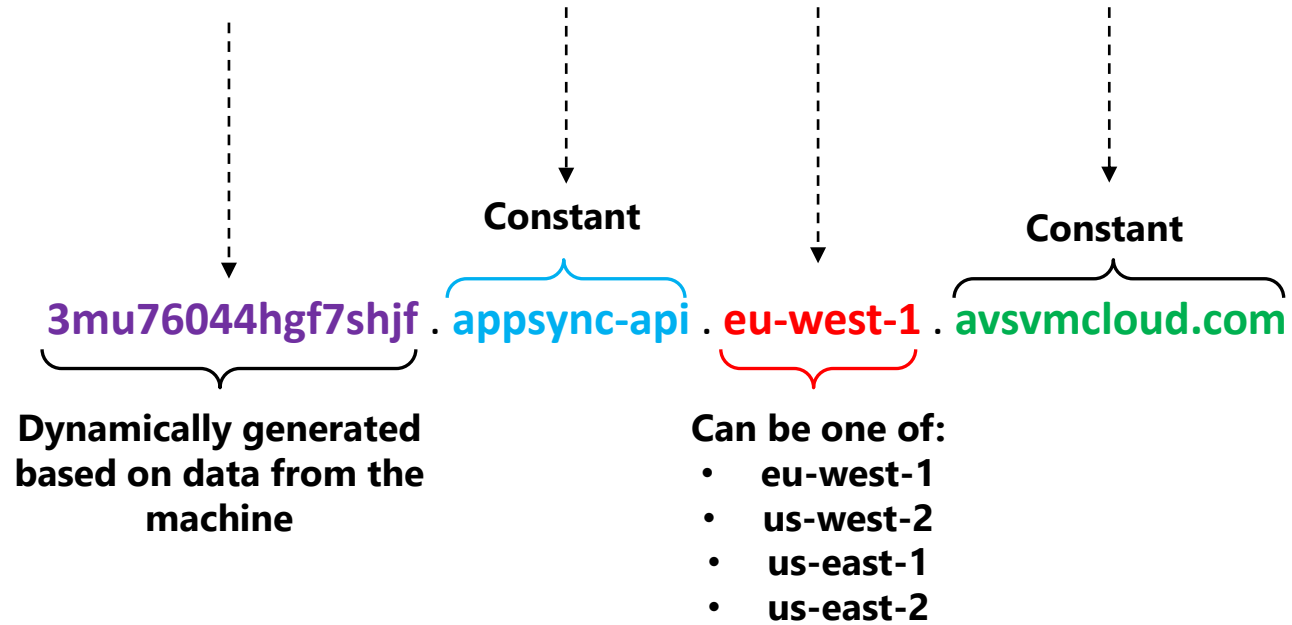 Constant
Constant
3mu76044hgf7shjf . appsync-api . eu-west-1 . avsvmcloud.com
Dynamically generated
based on data from the
machine
Can be one of:
• eu-west-1
• us-west-2
• us-east-1
• us-east-2